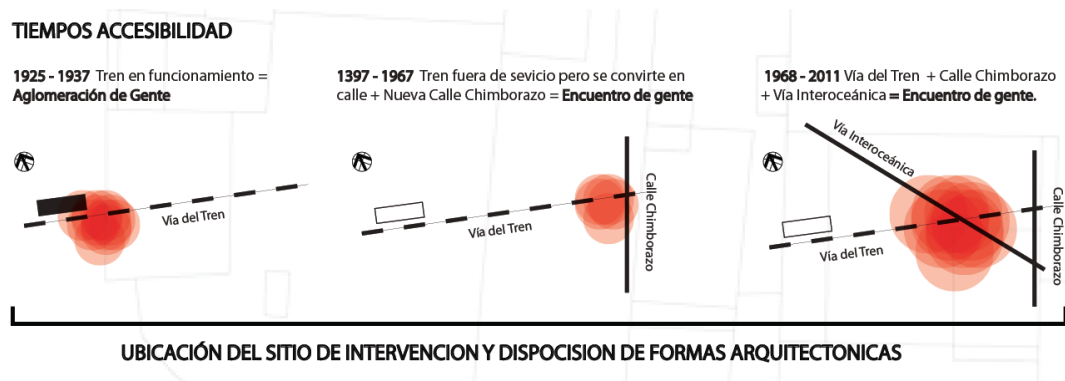 TIEMPOS ACCESIBILIDAD
1925 - 1937 Tren en funcionamiento =
Aglomeración de Gente
1397 - 1967 Tren fuera de sevicio pero se convirte en
calle + Nueva Calle Chimborazo = Encuentro de gente
1968 - 2011 Vía del Tren + Calle Chimborazo
+ Vía Interoceánica = Encuentro de gente.
Vía del Tren
Vía del Tren
Calle Chimborazo
Vía Interoceánica
Vía del Tren
Calle Chimborazo
UBICACIÓN DEL SITIO DE INTERVENCION Y DISPOCISION DE FORMAS ARQUITECTONICAS